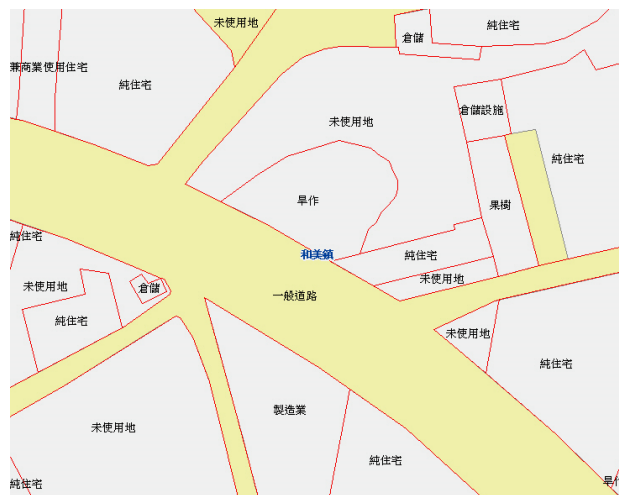 未使用地
純住宅
倉儲
兼商業使用住宅
純住宅
倉儲設施
未使用地
純住宅
旱作
果樹
純住宅
和美鎮
純住宅
未使用地
未使用地
倉儲
一般道路
純住宅
未使用地
純住宅
製造業
未使用地
純住宅
純住宅
旱作